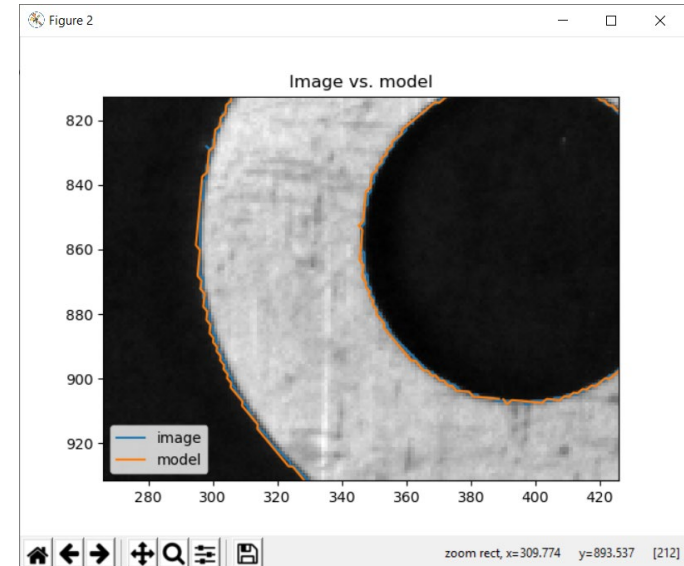 Figure 2
Image vs. model
820
840
860
880
900
920
image
model
280 300 320 340 360 380 400 420
zoom rect, x=309.774 y=893.537 [212]